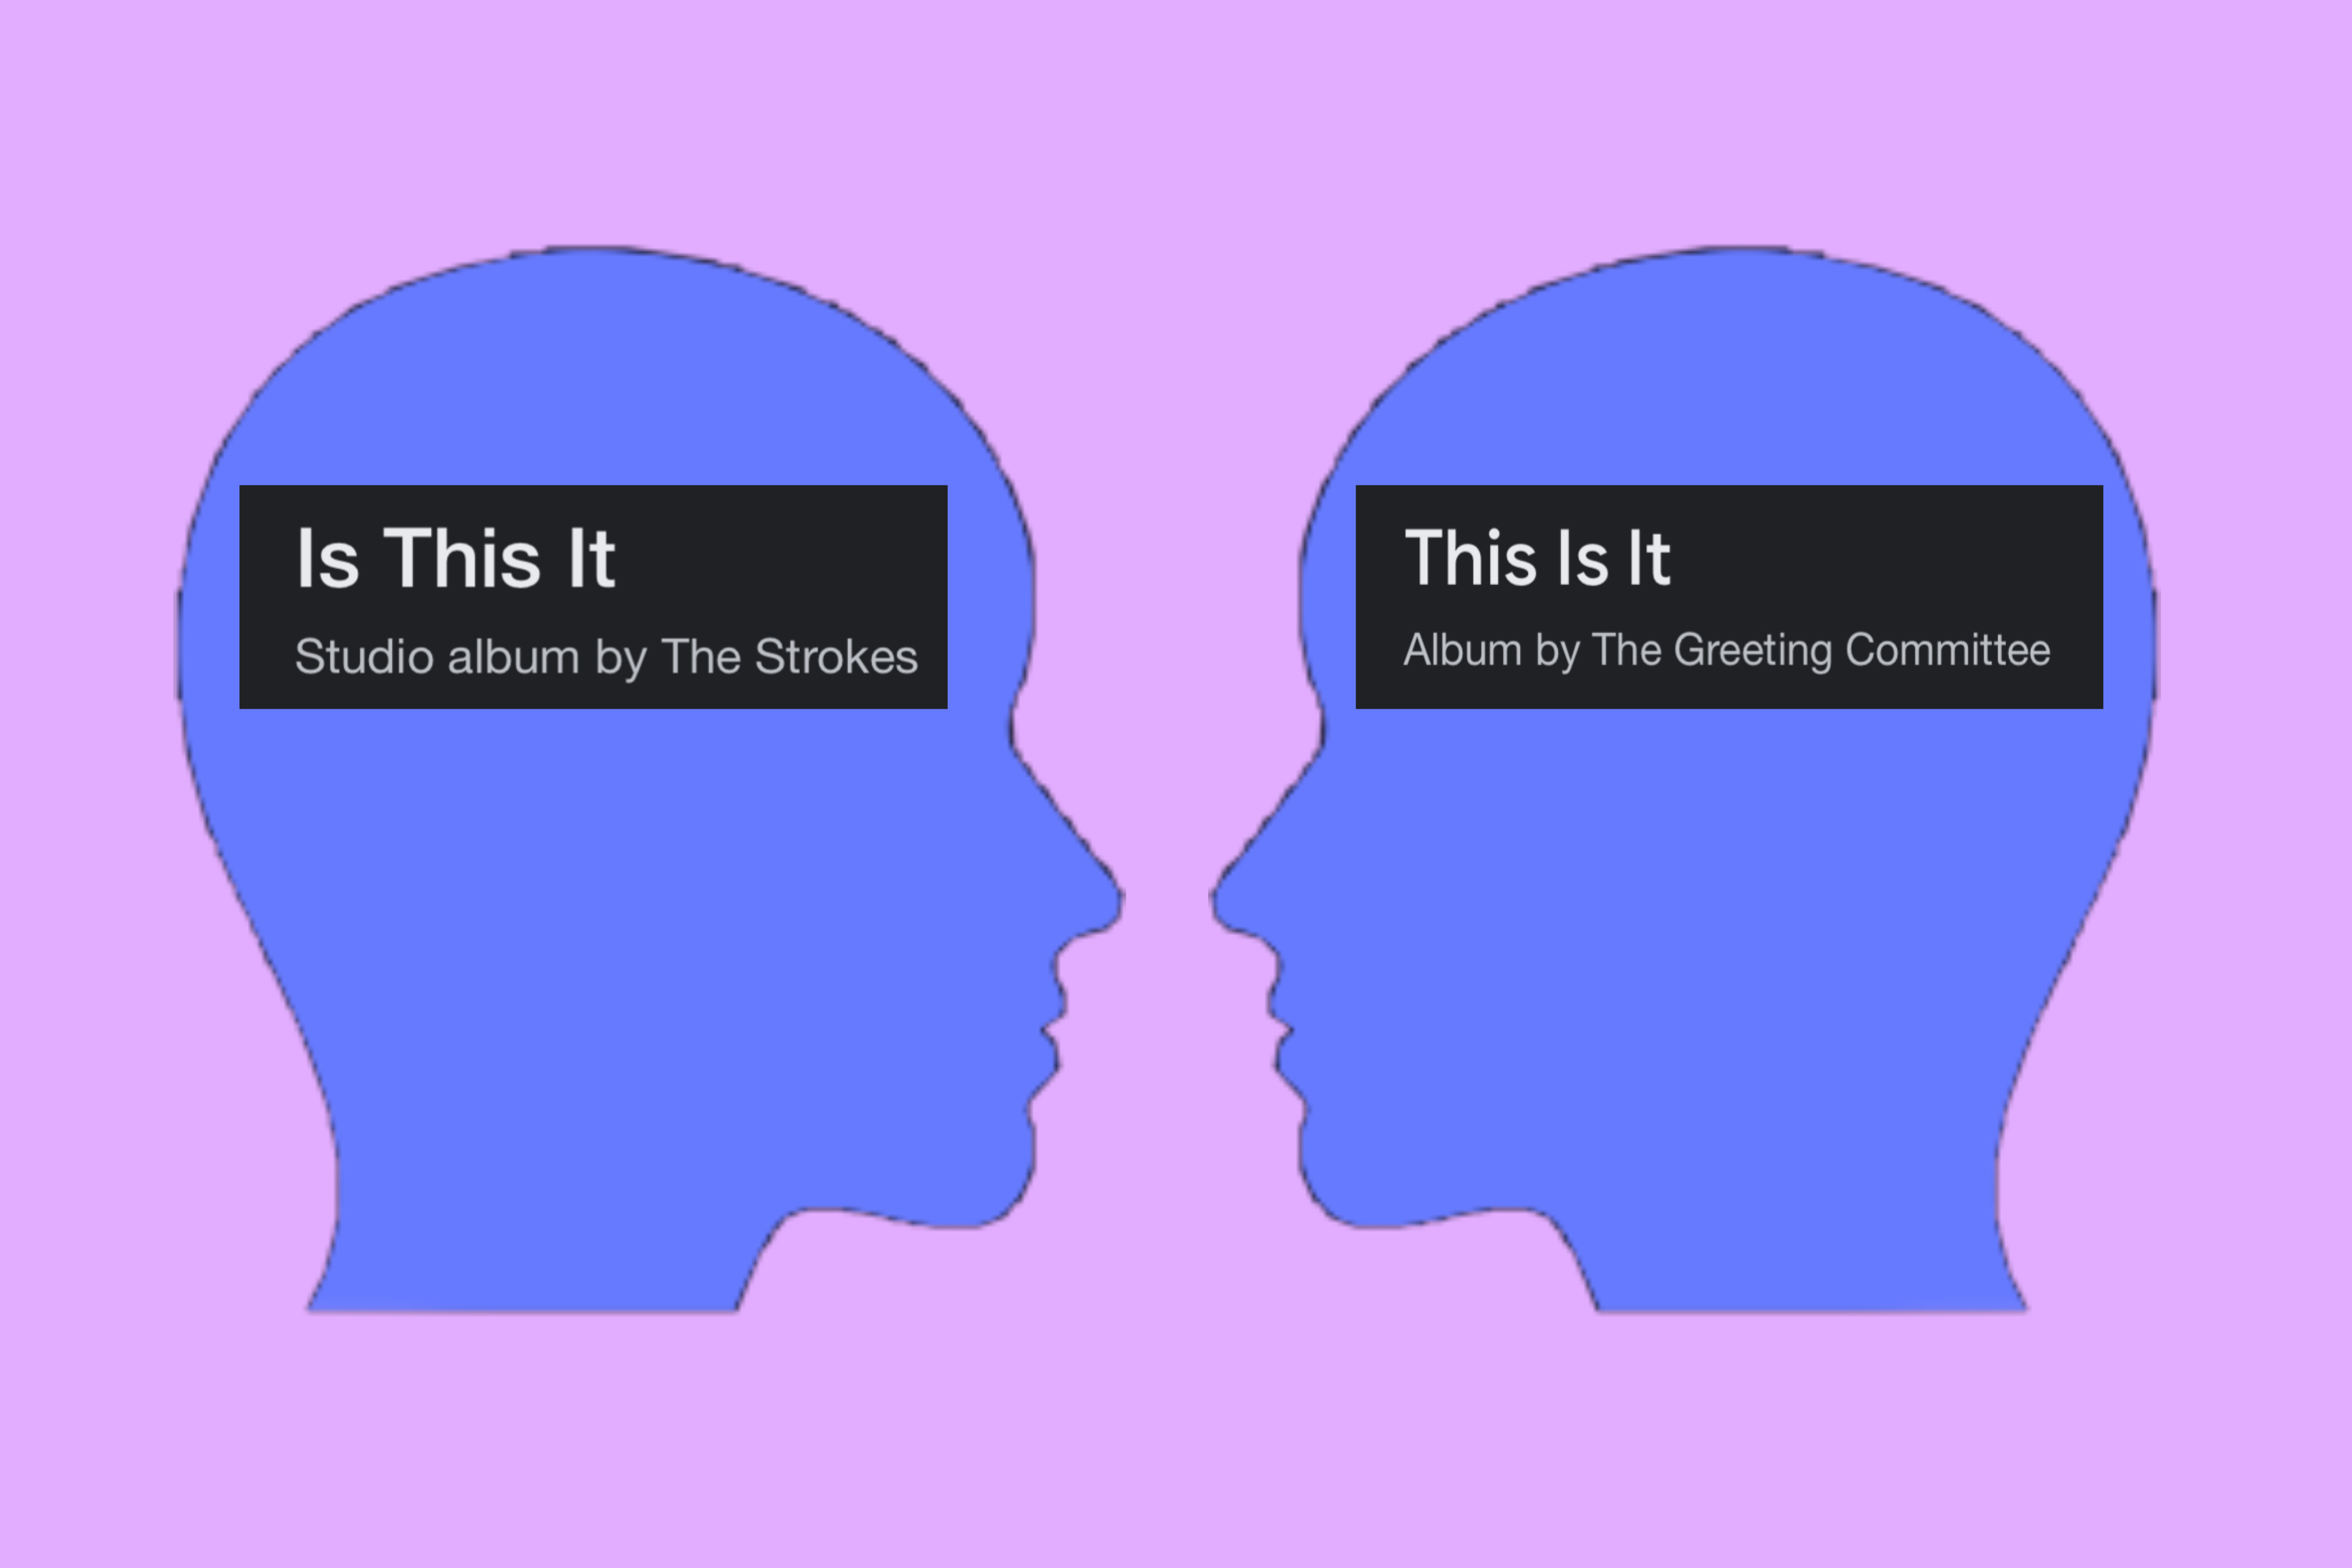 Is This It
Studio album by The Strokes
This Is It
Album by The Greeting Committee